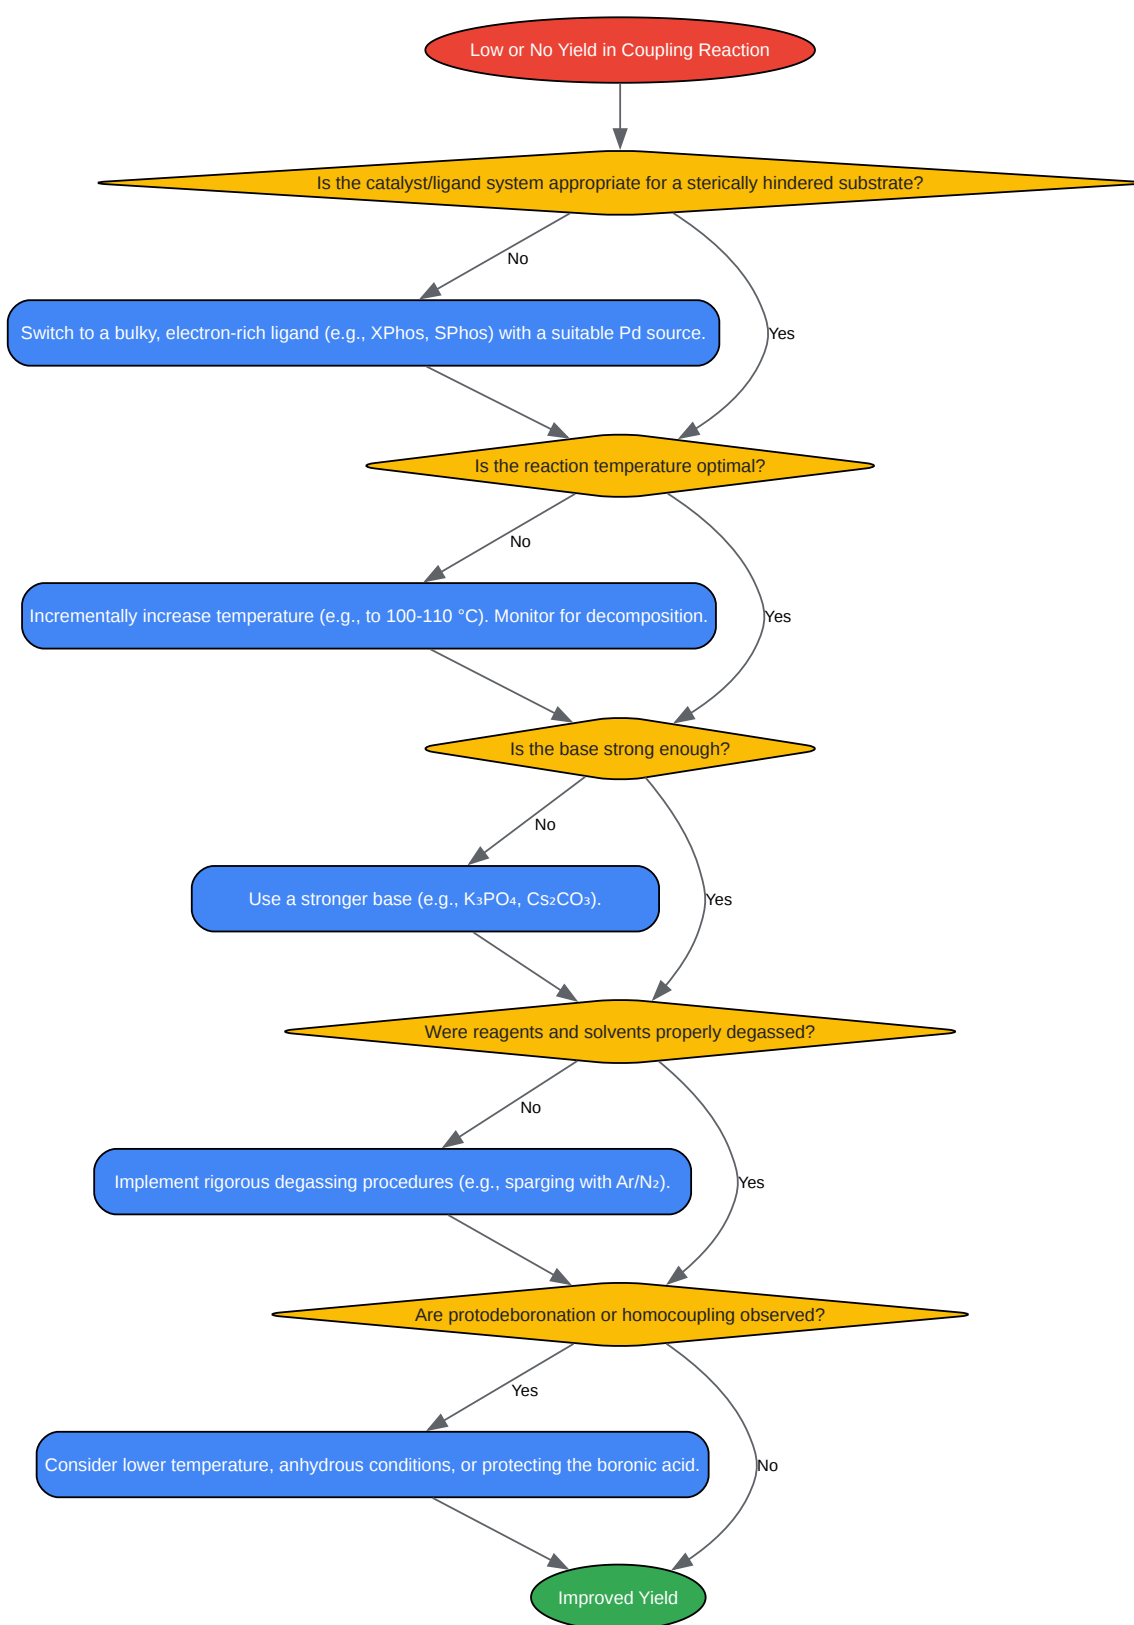 Low or No Yield in Coupling Reaction
Is the catalyst/ligand system appropriate for a sterically hindered substrate?
No
Switch to a bulky, electron-rich ligand (e.g., XPhos, SPhos) with a suitable Pd source.
Yes
Is the reaction temperature optimal?
No
Incrementally increase temperature (e.g., to 100-110 °C). Monitor for decomposition.
Yes
Is the base strong enough?
No
Use a stronger base (e.g., K₃PO₄, Cs₂CO₃).
Yes
Were reagents and solvents properly degassed?
No
Implement rigorous degassing procedures (e.g., sparging with Ar/N₂).
Yes
Are protodeboronation or homocoupling observed?
Yes
Consider lower temperature, anhydrous conditions, or protecting the boronic acid.
No
Improved Yield